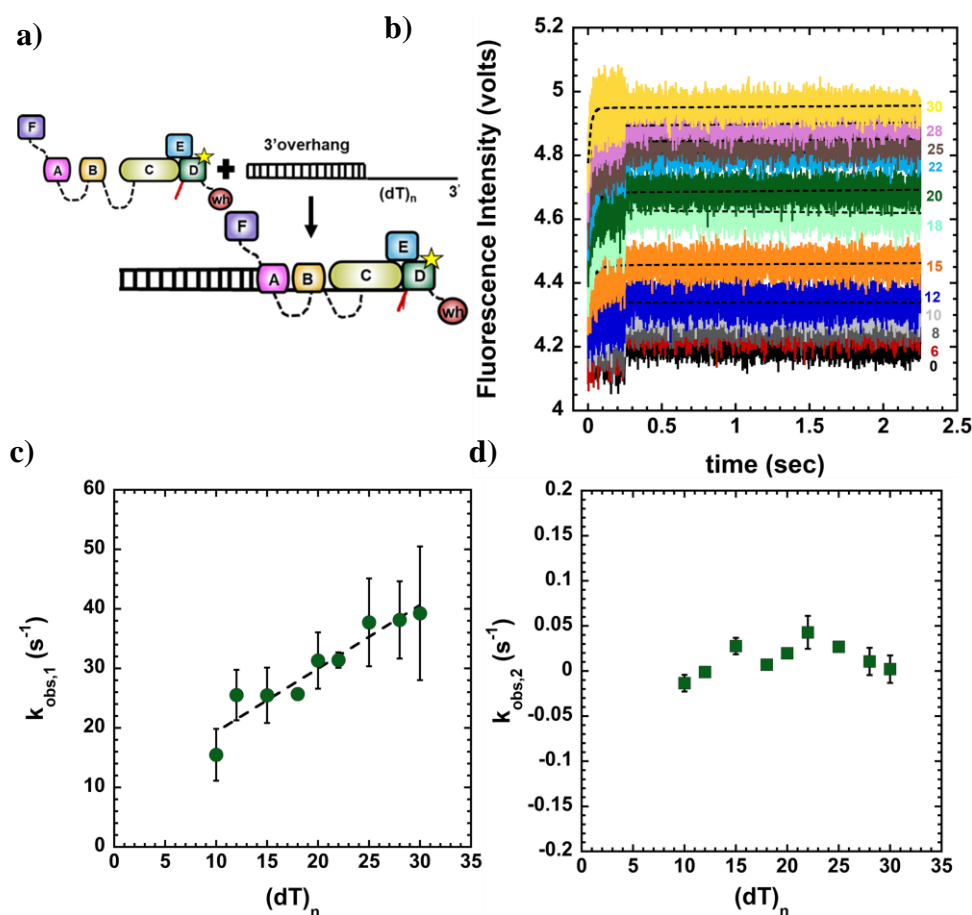 a)
F
A
B
C
E
D
wh
+
3'overhang
(dT)n
3'
F
A
B
C
E
D
wh
b)
Fluorescence Intensity (volts)
5.2
5
4.8
4.6
4.4
4.2
4
30
28
25
22
20
18
15
12
10
8
6
0
0
0.5
1
1.5
2
2.5
time (sec)
c)
kobs,1 (s-1)
60
50
40
30
20
10
0
0
5
10
15
20
25
30
35
(dT)n
d)
kobs,2 (s-1)
0.2
0.15
0.1
0.05
0
-0.05
-0.1
-0.15
-0.2
0
5
10
15
20
25
30
35
(dT)n